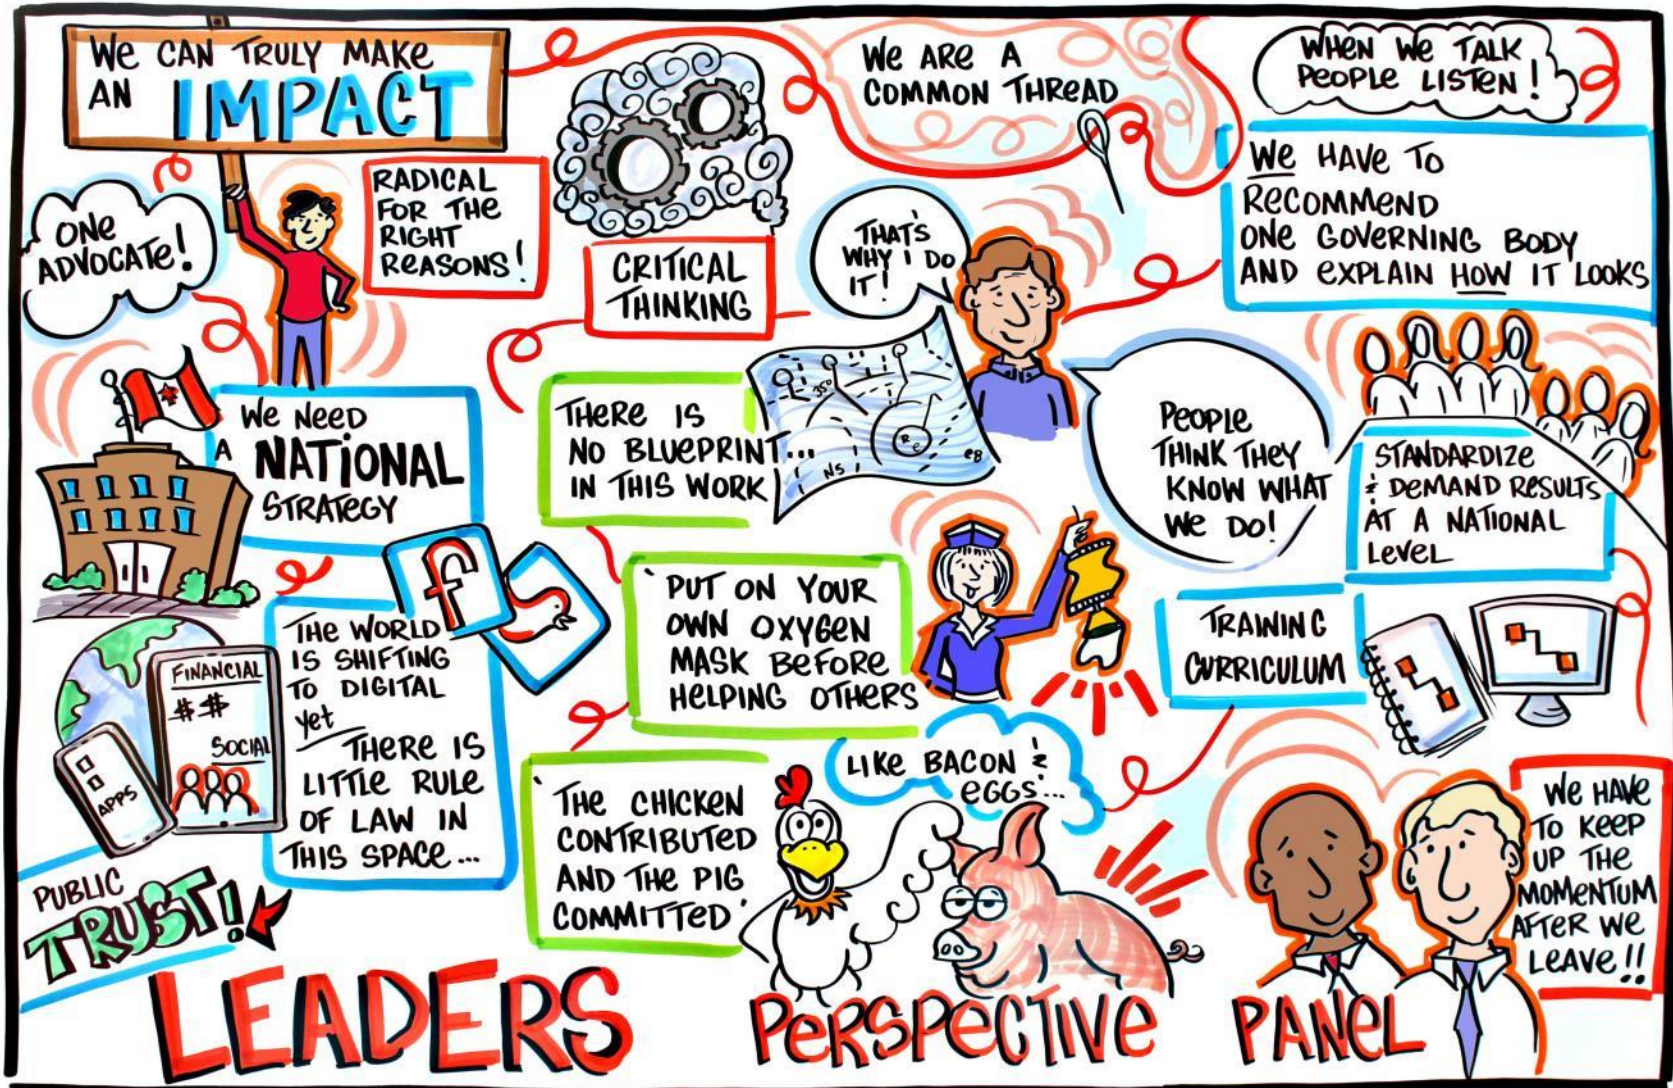 WE CAN TRULY MAKE
AN IMPACT
ONE
ADVOCATE!
RADICAL
FOR THE
RIGHT
REASONS!
CRITICAL
THINKING
WE ARE A
COMMON THREAD
WHEN WE TALK
PEOPLE LISTEN!
WE HAVE TO
RECOMMEND
ONE GOVERNING BODY
AND EXPLAIN HOW IT LOOKS
THAT'S
WHY I DO
IT!
WE NEED
A NATIONAL
STRATEGY
THERE IS
NO BLUEPRINT...
IN THIS WORK
350
NS
PEOPLE
THINK THEY
KNOW WHAT
WE DO!
STANDARDIZE
& DEMAND RESULTS
AT A NATIONAL
LEVEL
f
THE WORLD
IS SHIFTING
TO DIGITAL
yet
THERE IS
LITTLE RULE
OF LAW IN
THIS SPACE...
FINANCIAL
$ $
SOCIAL
APPS
'PUT ON YOUR
OWN OXYGEN
MASK BEFORE
HELPING OTHERS
TRAINING
CURRICULUM
'THE CHICKEN
CONTRIBUTED
AND THE PIG
COMMITTED'
LIKE BACON &
EGGS...
WE HAVE
TO KEEP
UP THE
MOMENTUM
AFTER WE
LEAVE!!
PUBLIC
TRUST!
LEADERS PERSPECTIVE PANEL